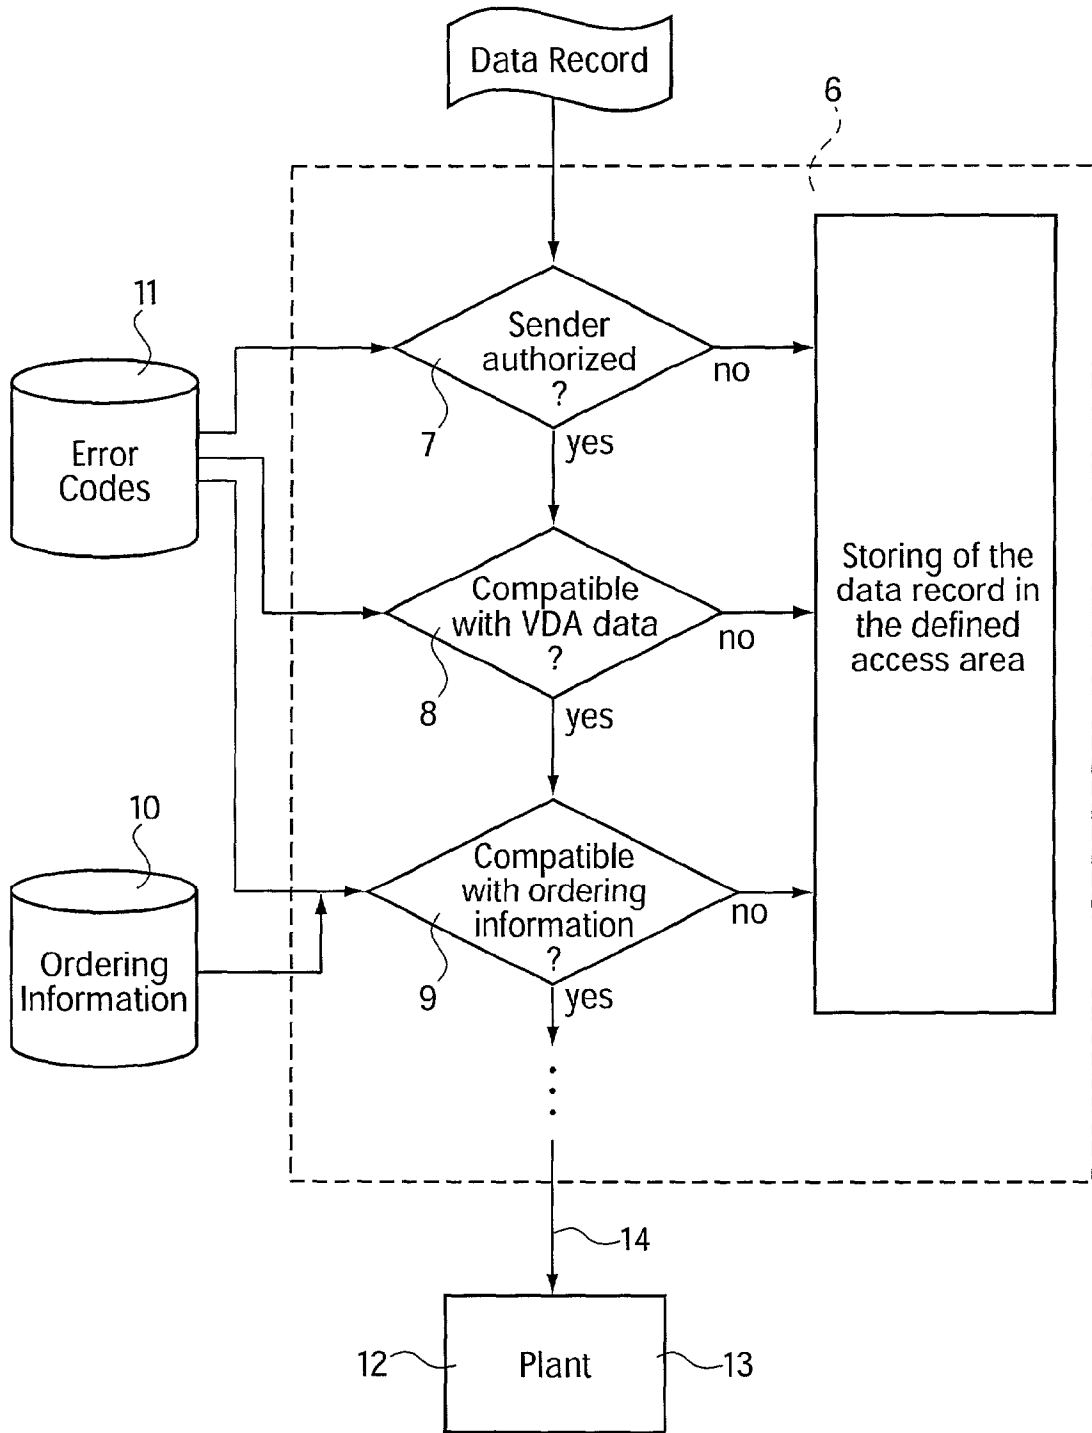 Data Record
6
11
Sender
authorized
?
no
7
yes
Error
Codes
Compatible
with VDA data
?
no
8
yes
Storing of the
data record in
the defined
access area
10
Compatible
with ordering
information
?
no
9
yes
Ordering
Information
14
12
Plant
13